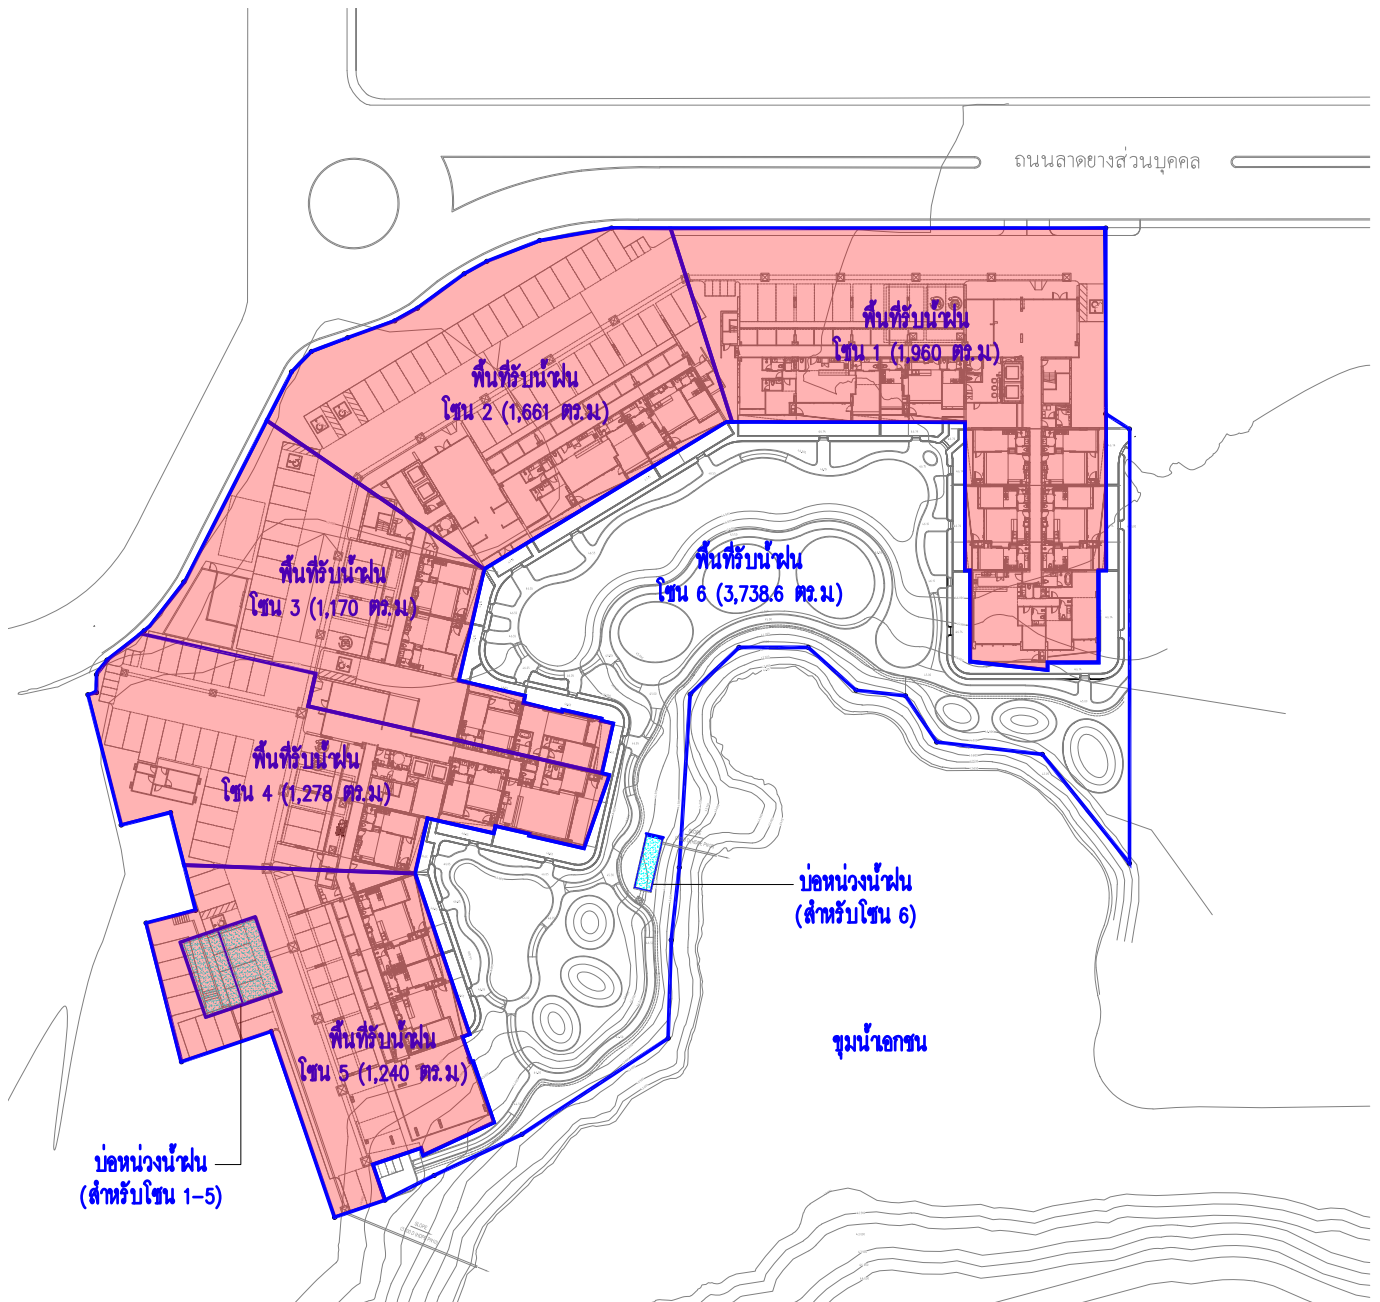 ถนนลาดยางส่วนบุคคล
พื้นที่รับน้ำฝน
โซน 1 (1,960 ตร.ม.)
พื้นที่รับน้ำฝน
โซน 2 (1,661 ตร.ม.)
พื้นที่รับน้ำฝน
โซน 3 (1,170 ตร.ม.)
พื้นที่รับน้ำฝน
โซน 6 (3,738.6 ตร.ม.)
พื้นที่รับน้ำฝน
โซน 4 (1,278 ตร.ม.)
บ่อหน่วงน้ำฝน
(สำหรับโซน 6)
พื้นที่รับน้ำฝน
โซน 5 (1,240 ตร.ม.)
ขุมน้ำเอกชน
บ่อหน่วงน้ำฝน
(สำหรับโซน 1-5)
SLOPE